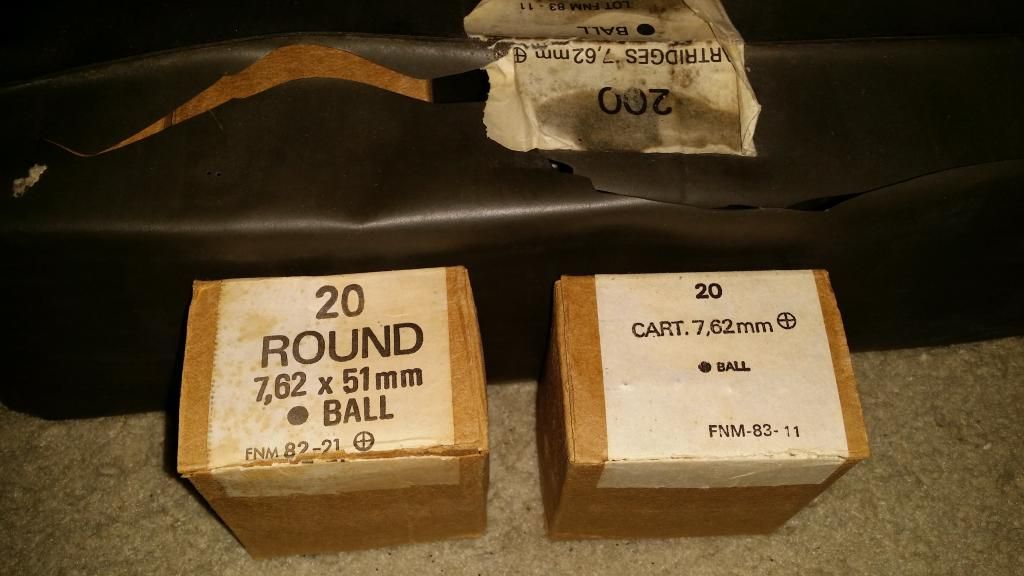 LOT FNM 83 - 11
● BALL
RTRIDGES 7,62mm ⊕
200
20
ROUND
7,62 x 51mm
● BALL
FNM 82-21 ⊕
20
CART. 7,62mm ⊕
● BALL
FNM-83-11